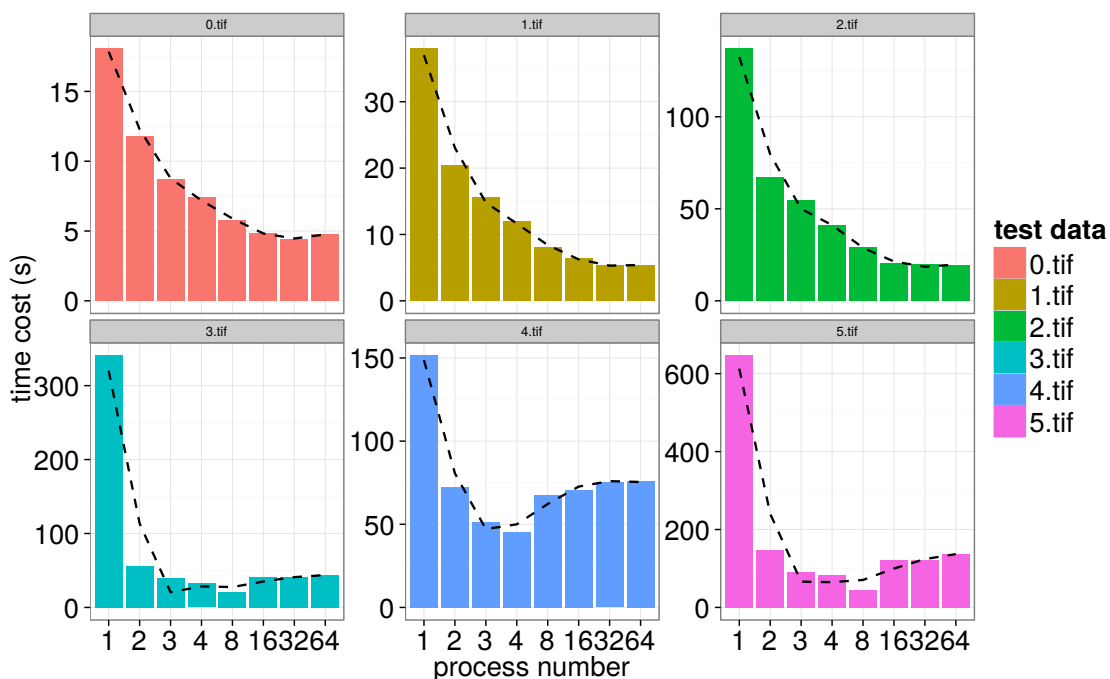 0.tif
1.tif
2.tif
15
10
5
0
30
20
10
0
100
50
0
time cost (s)
3.tif
4.tif
5.tif
300
200
100
0
150
100
50
0
600
400
200
0
1 2 3 4 8 163264
1 2 3 4 8 163264
1 2 3 4 8 163264
process number
test data
0.tif
1.tif
2.tif
3.tif
4.tif
5.tif